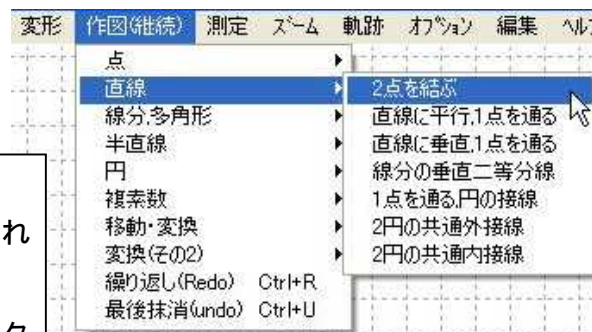 変形 作図(継続) 測定 ズーム 軌跡 オプション 編集 ヘル
点
直線
線分,多角形
半直線
円
複素数
移動・変換
変換(その2)
繰り返し(Redo) Ctrl+R
最後抹消(undo) Ctrl+U
2点を結ぶ
直線に平行,1点を通る
直線に垂直,1点を通る
線分の垂直二等分線
1点を通る,円の接線
2円の共通外接線
2円の共通内接線
れ